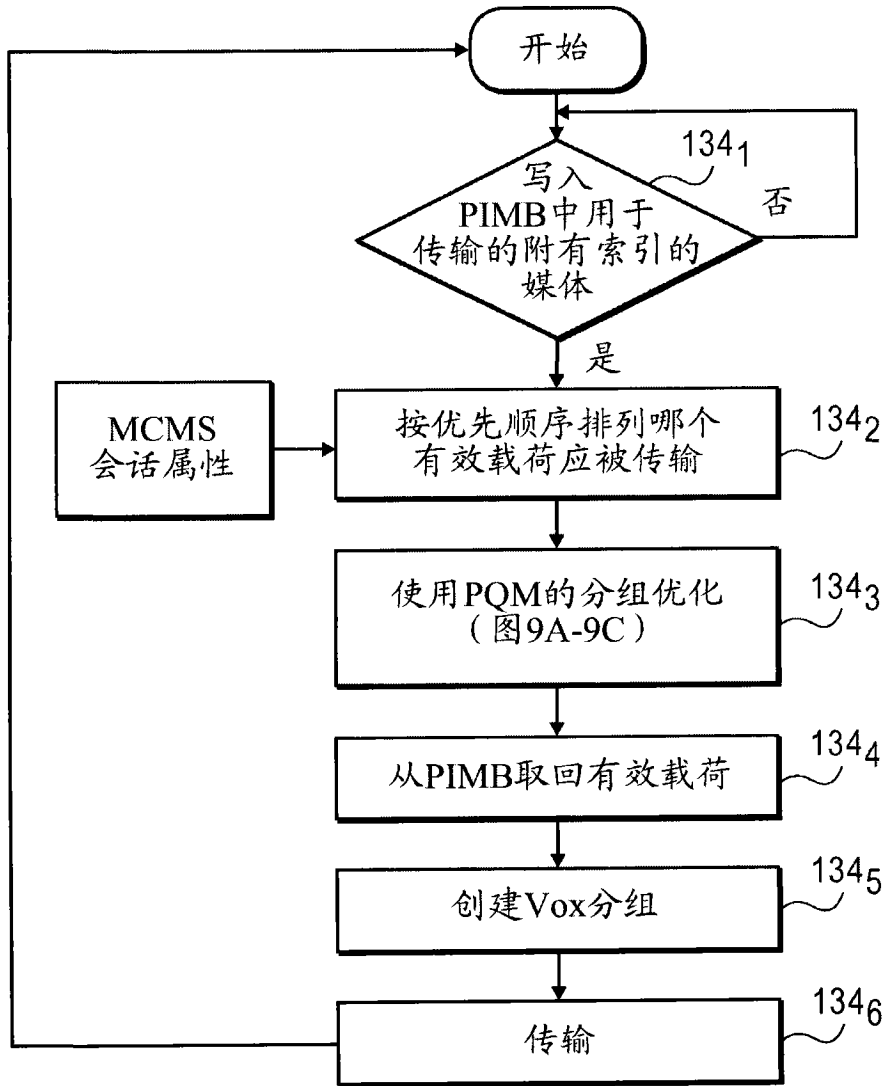 开始
134₁
写入
PIMB中用于
传输的附有索引的
媒体
否
是
MCMS
会话属性
按优先顺序排列哪个
有效载荷应被传输
134₂
使用PQM的分组优化
（图9A-9C）
134₃
从PIMB取回有效载荷
134₄
创建Vox分组
134₅
传输
134₆